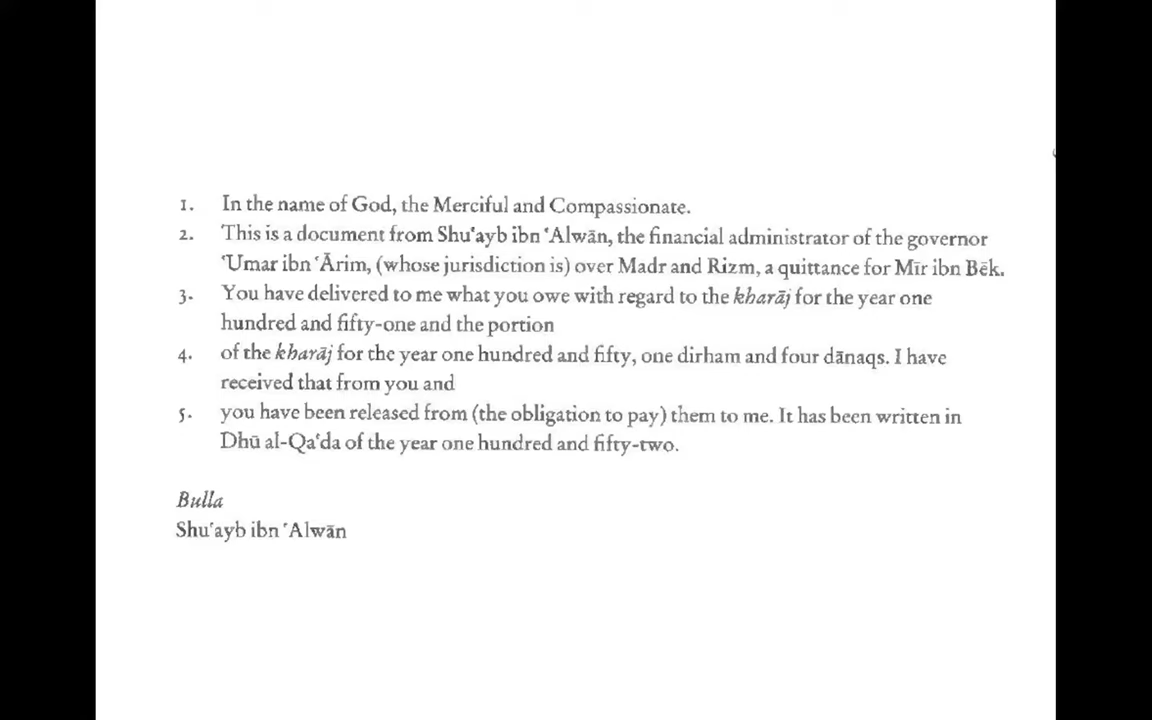 1. In the name of God, the Merciful and Compassionate.
2. This is a document from Shuʿayb ibn ʿAlwān, the financial administrator of the governor
ʿUmar ibn ʿĀrim, (whose jurisdiction is) over Madr and Rizm, a quittance for Mīr ibn Bēk.
3. You have delivered to me what you owe with regard to the kharāj for the year one
hundred and fifty-one and the portion
4. of the kharāj for the year one hundred and fifty, one dirham and four dānaqs. I have
received that from you and
5. you have been released from (the obligation to pay) them to me. It has been written in
Dhū al-Qaʿda of the year one hundred and fifty-two.
Bulla
Shuʿayb ibn ʿAlwān